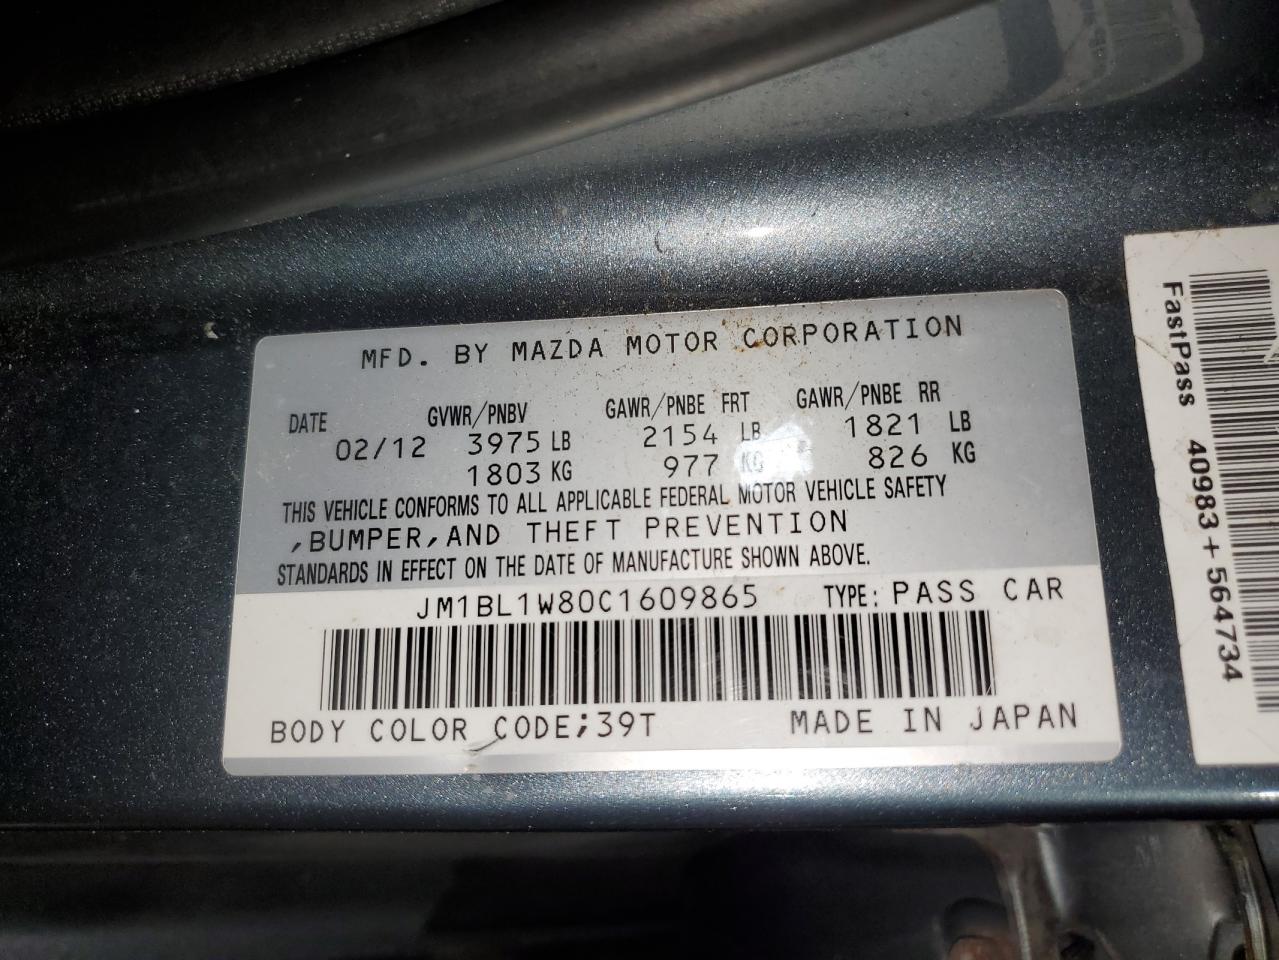 MFD. BY MAZDA MOTOR CORPORATION
DATE GVWR/PNBV GAWR/PNBE FRT GAWR/PNBE RR
02/12 3975 LB 2154 LB 1821 LB
1803 KG 977 KG 826 KG
THIS VEHICLE CONFORMS TO ALL APPLICABLE FEDERAL MOTOR VEHICLE SAFETY
,BUMPER,AND THEFT PREVENTION
STANDARDS IN EFFECT ON THE DATE OF MANUFACTURE SHOWN ABOVE.
JM1BL1W80C1609865 TYPE: PASS CAR
BODY COLOR CODE;39T MADE IN JAPAN
FastPass 40983+564734